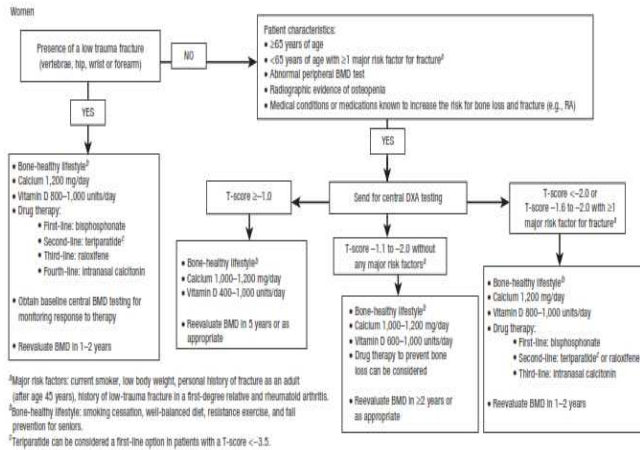 Women
Presence of a low trauma fracture
(vertebrae, hip, wrist or forearm)
NO
Patient characteristics:
• ≥65 years of age
• <65 years of age with ≥1 major risk factor for fractureᵃ
• Abnormal peripheral BMD test
• Radiographic evidence of osteopenia
• Medical conditions or medications known to increase the risk for bone loss and fracture (e.g., RA)
YES
YES
• Bone-healthy lifestyleᵇ
• Calcium 1,200 mg/day
• Vitamin D 800–1,000 units/day
• Drug therapy:
• First-line: bisphosphonate
• Second-line: teriparatideᶜ
• Third-line: raloxifene
• Fourth-line: intranasal calcitonin
• Obtain baseline central BMD testing for
monitoring response to therapy
• Reevaluate BMD in 1–2 years
T-score ≥–1.0
Send for central DXA testing
T-score <–2.0 or
T-score –1.6 to –2.0 with ≥1
major risk factor for fractureᵃ
• Bone-healthy lifestyleᵇ
• Calcium 1,000–1,200 mg/day
• Vitamin D 400–1,000 units/day
Reevaluate BMD in 5 years or as
appropriate
T-score –1.1 to –2.0 without
any major risk factorsᵃ
• Bone-healthy lifestyleᵇ
• Calcium 1,000–1,200 mg/day
• Vitamin D 600–1,000 units/day
• Drug therapy to prevent bone
loss can be considered
• Reevaluate BMD in ≥2 years or
as appropriate
• Bone-healthy lifestyleᵇ
• Calcium 1,200 mg/day
• Vitamin D 800–1,000 units/day
• Drug therapy:
• First-line: bisphosphonate
• Second-line: teriparatideᶜ or raloxifene
• Third-line: intranasal calcitonin
• Reevaluate BMD in 1–2 years
ᵃMajor risk factors: current smoker, low body weight, personal history of fracture as an adult
(after age 45 years), history of low-trauma fracture in a first-degree relative and rheumatoid arthritis.
ᵇBone-healthy lifestyle: smoking cessation, well-balanced diet, resistance exercise, and fall
prevention for seniors.
ᶜTeriparatide can be considered a first-line option in patients with a T-score <–3.5.